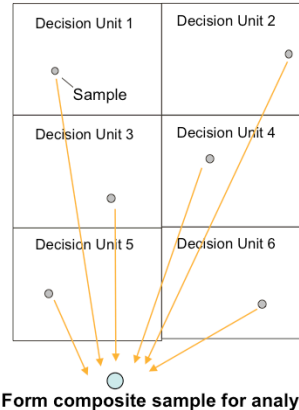 Decision Unit 1
Decision Unit 2
Sample
Decision Unit 3
Decision Unit 4
Decision Unit 5
Decision Unit 6
Form composite sample for analy